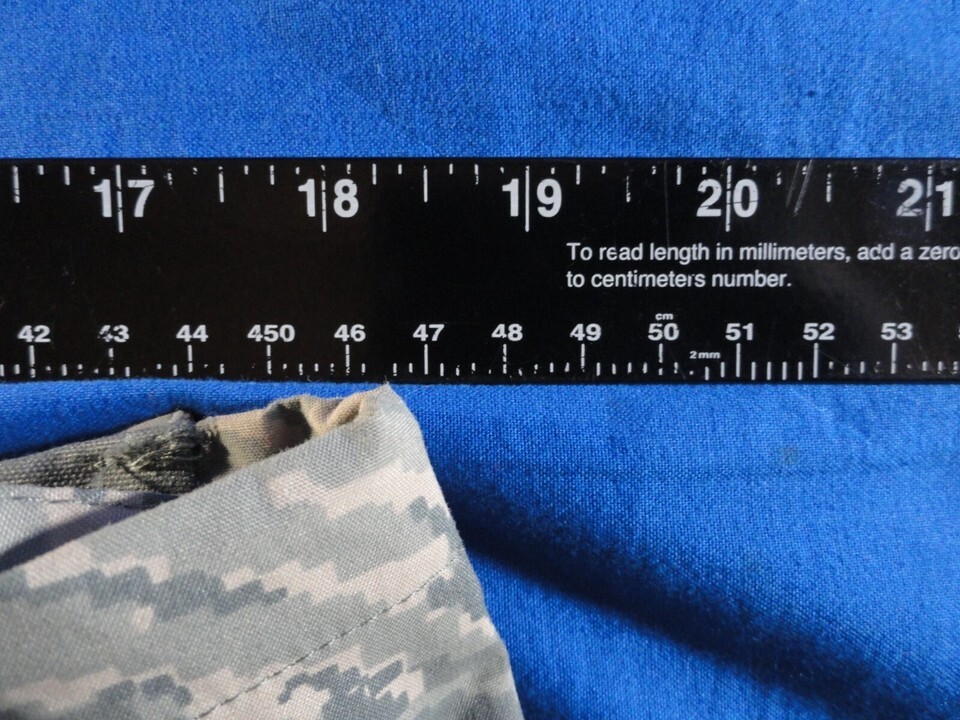 17 18 19 20 21
To read length in millimeters, add a zero
to centimeters number.
cm
42 43 44 450 46 47 48 49 50 51 52 53
2mm